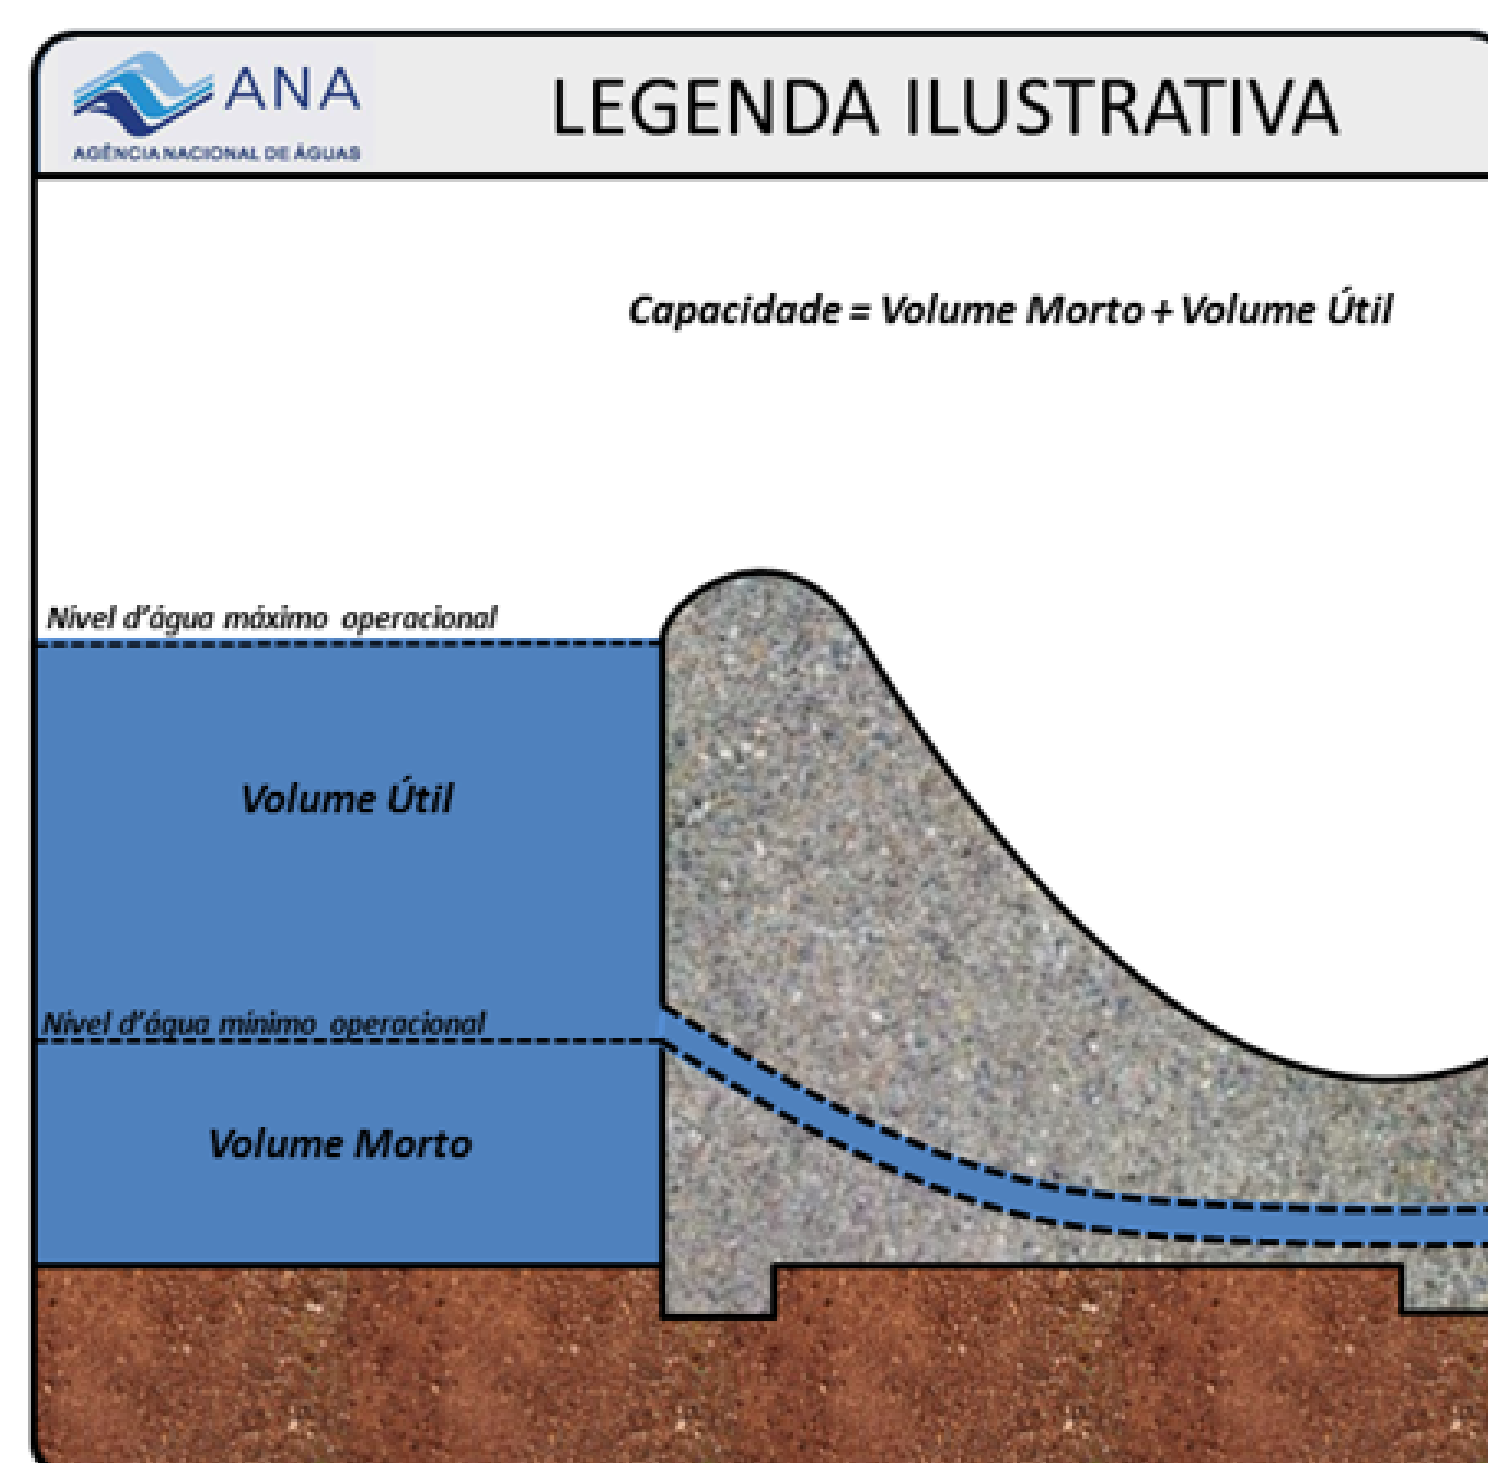 ANA
AGÊNCIA NACIONAL DE ÁGUAS
LEGENDA ILUSTRATIVA
Capacidade = Volume Morto + Volume Útil
Nível d'água máximo operacional
Volume Útil
Nível d'água mínimo operacional
Volume Morto